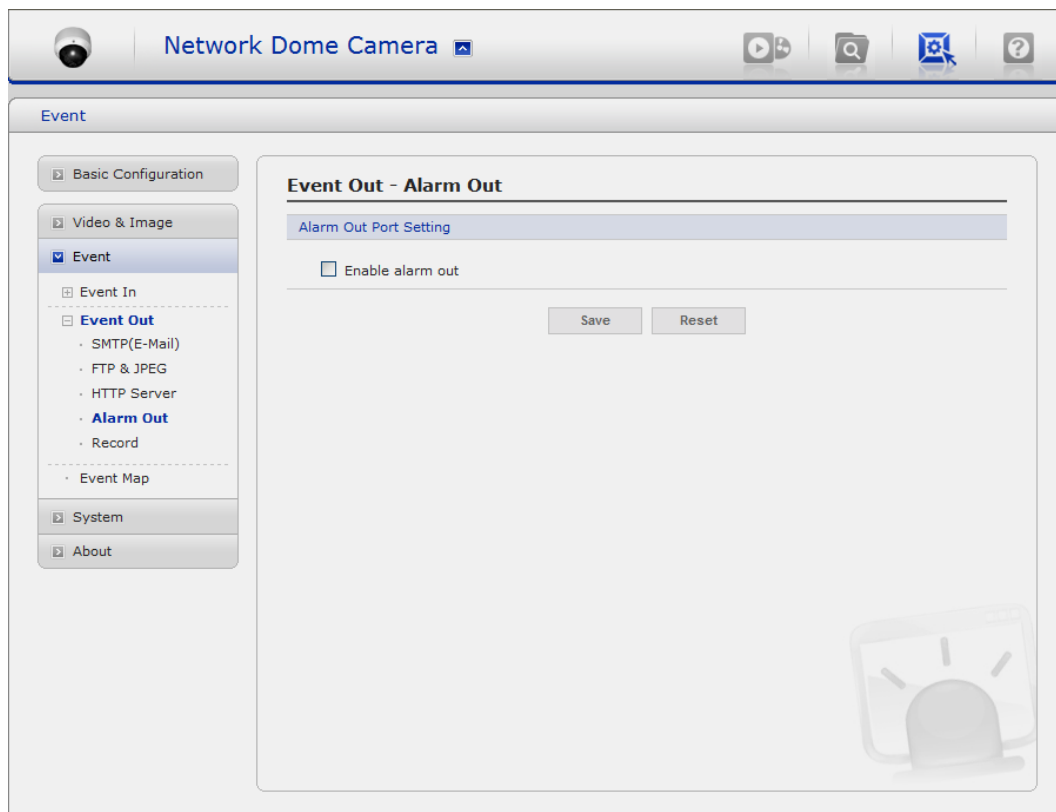 Network Dome Camera
Event
Basic Configuration
Video & Image
Event
Event In
Event Out
SMTP(E-Mail)
FTP & JPEG
HTTP Server
Alarm Out
Record
Event Map
System
About
Event Out - Alarm Out
Alarm Out Port Setting
Enable alarm out
Save Reset